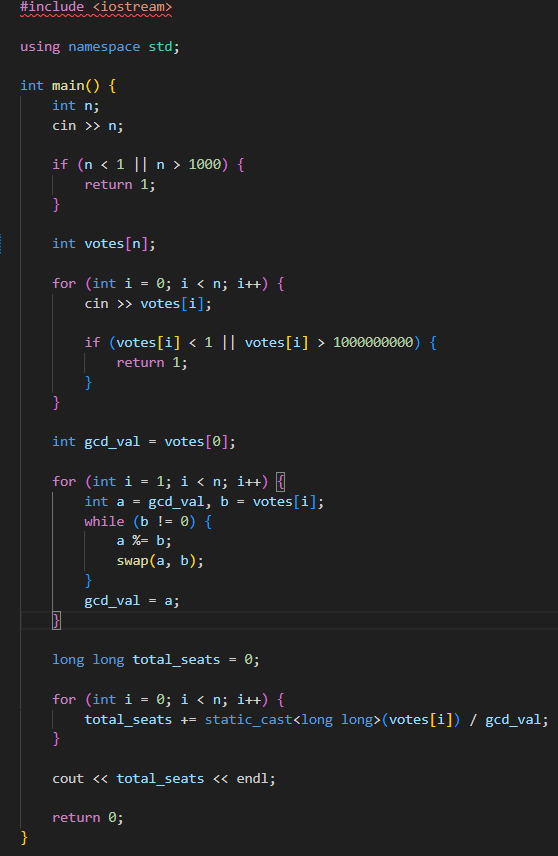 #include <iostream>
using namespace std;
int main() {
int n;
cin >> n;
if (n < 1 || n > 1000) {
return 1;
}
int votes[n];
for (int i = 0; i < n; i++) {
cin >> votes[i];
if (votes[i] < 1 || votes[i] > 1000000000) {
return 1;
}
}
int gcd_val = votes[0];
for (int i = 1; i < n; i++) {
int a = gcd_val, b = votes[i];
while (b != 0) {
a %= b;
swap(a, b);
}
gcd_val = a;
}
long long total_seats = 0;
for (int i = 0; i < n; i++) {
total_seats += static_cast<long long>(votes[i]) / gcd_val;
}
cout << total_seats << endl;
return 0;
}